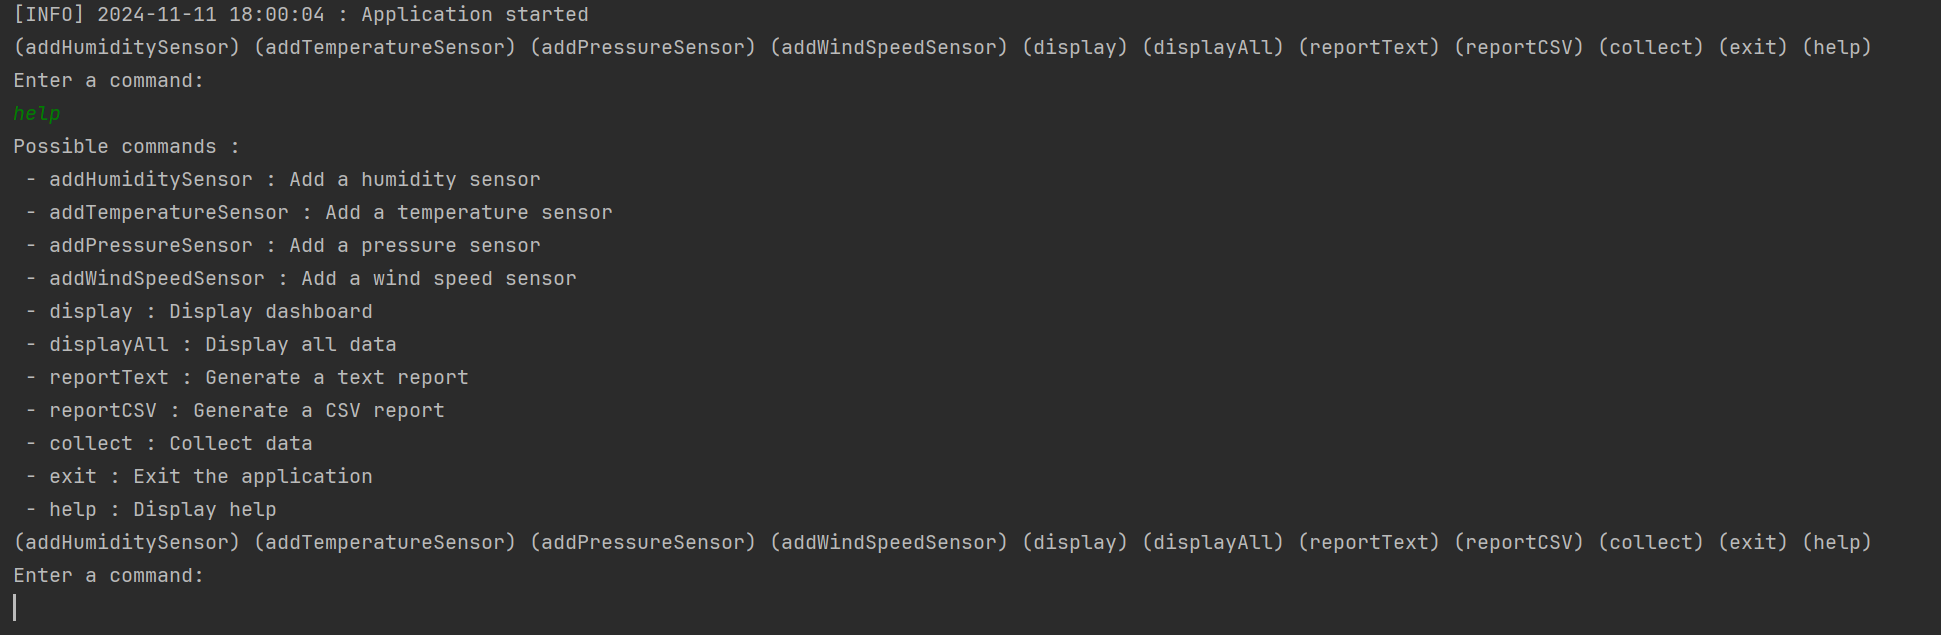 [INFO] 2024-11-11 18:00:04 : Application started
(addHumiditySensor) (addTemperatureSensor) (addPressureSensor) (addWindSpeedSensor) (display) (displayAll) (reportText) (reportCSV) (collect) (exit) (help)
Enter a command:
help
Possible commands :
 - addHumiditySensor : Add a humidity sensor
 - addTemperatureSensor : Add a temperature sensor
 - addPressureSensor : Add a pressure sensor
 - addWindSpeedSensor : Add a wind speed sensor
 - display : Display dashboard
 - displayAll : Display all data
 - reportText : Generate a text report
 - reportCSV : Generate a CSV report
 - collect : Collect data
 - exit : Exit the application
 - help : Display help
(addHumiditySensor) (addTemperatureSensor) (addPressureSensor) (addWindSpeedSensor) (display) (displayAll) (reportText) (reportCSV) (collect) (exit) (help)
Enter a command: